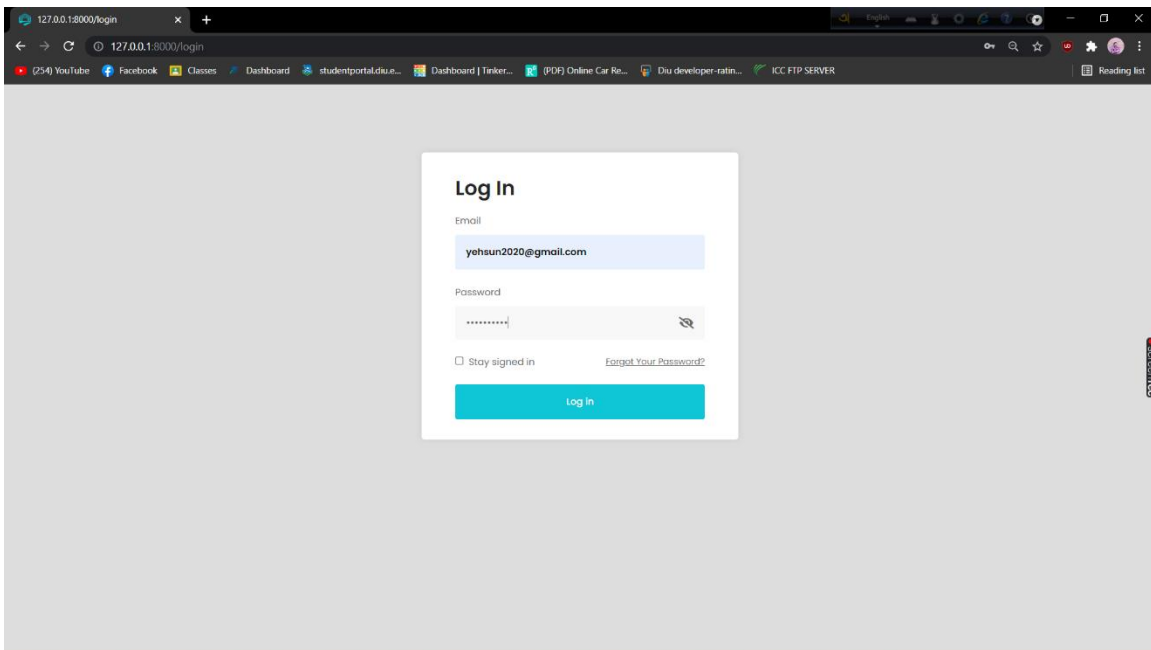 127.0.0.1:8000/login
English
127.0.0.1:8000/login
(254) YouTube Facebook Classes Dashboard studentportal.diu.e... Dashboard | Tinker... (PDF) Online Car Re... Diu developer-ratin... ICC FTP SERVER Reading list
Log In
Email
yehsun2020@gmail.com
Password
••••••••••
Stay signed in Forgot Your Password?
Log in